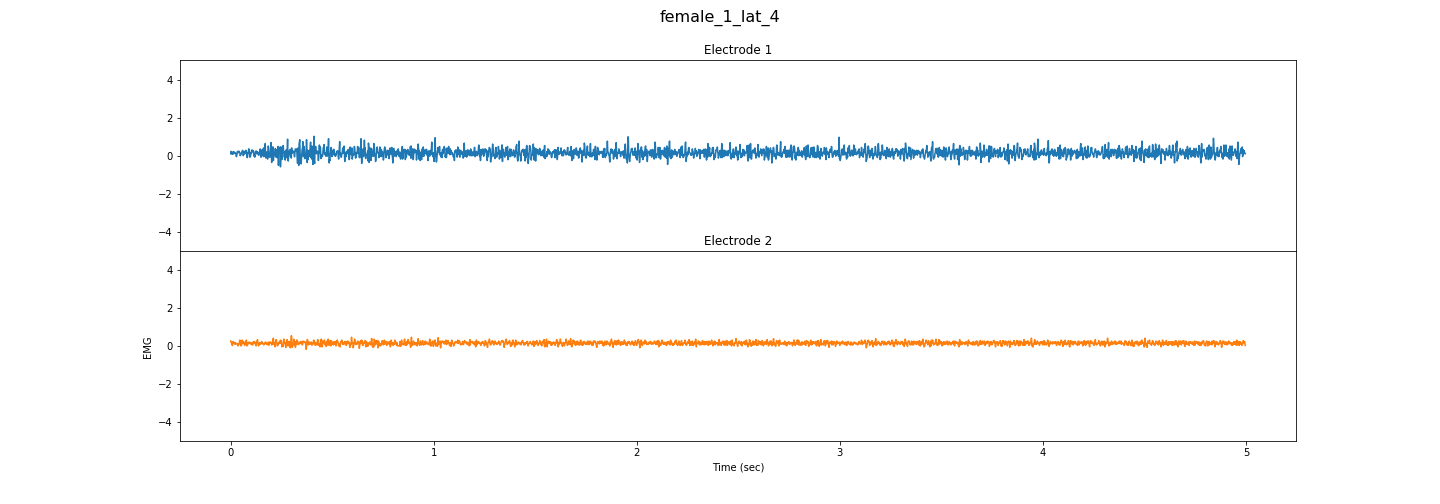 female_1_lat_4
Electrode 1
4
2
0
−2
−4
Electrode 2
4
2
0
−2
−4
EMG
0 1 2 3 4 5
Time (sec)